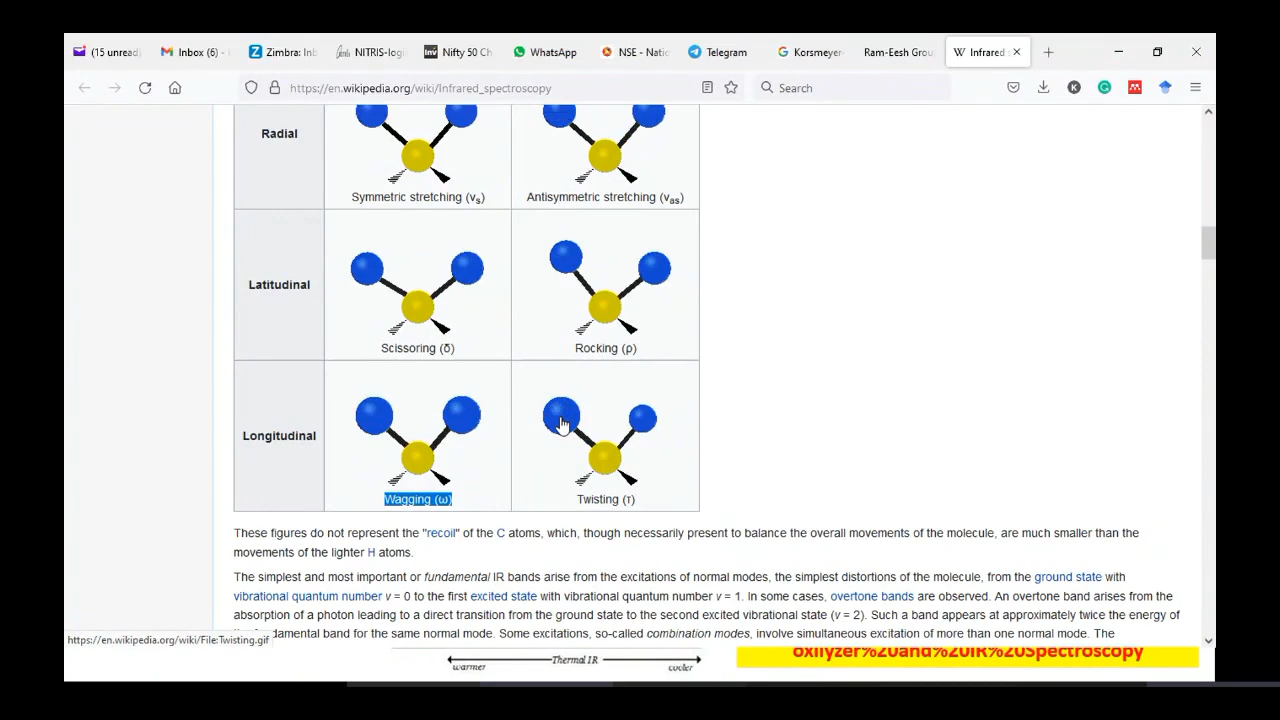 (15 unread)
Inbox (6) -
Zimbra: Inb
NITRIS-logi
Nifty 50 Ch
WhatsApp
NSE - Natio
Telegram
Korsmeyer-
Ram-Eesh Grou
W Infrared s
https://en.wikipedia.org/wiki/Infrared_spectroscopy
Search
Radial
Symmetric stretching (νs)
Antisymmetric stretching (νas)
Latitudinal
Scissoring (δ)
Rocking (ρ)
Longitudinal
Wagging (ω)
Twisting (τ)
These figures do not represent the "recoil" of the C atoms, which, though necessarily present to balance the overall movements of the molecule, are much smaller than the
movements of the lighter H atoms.
The simplest and most important or fundamental IR bands arise from the excitations of normal modes, the simplest distortions of the molecule, from the ground state with
vibrational quantum number v = 0 to the first excited state with vibrational quantum number v = 1. In some cases, overtone bands are observed. An overtone band arises from the
absorption of a photon leading to a direct transition from the ground state to the second excited vibrational state (v = 2). Such a band appears at approximately twice the energy of
damental band for the same normal mode. Some excitations, so-called combination modes, involve simultaneous excitation of more than one normal mode. The
https://en.wikipedia.org/wiki/File:Twisting.gif
warmer
Thermal IR
cooler
oxilyzer%20and%20IR%20Spectroscopy